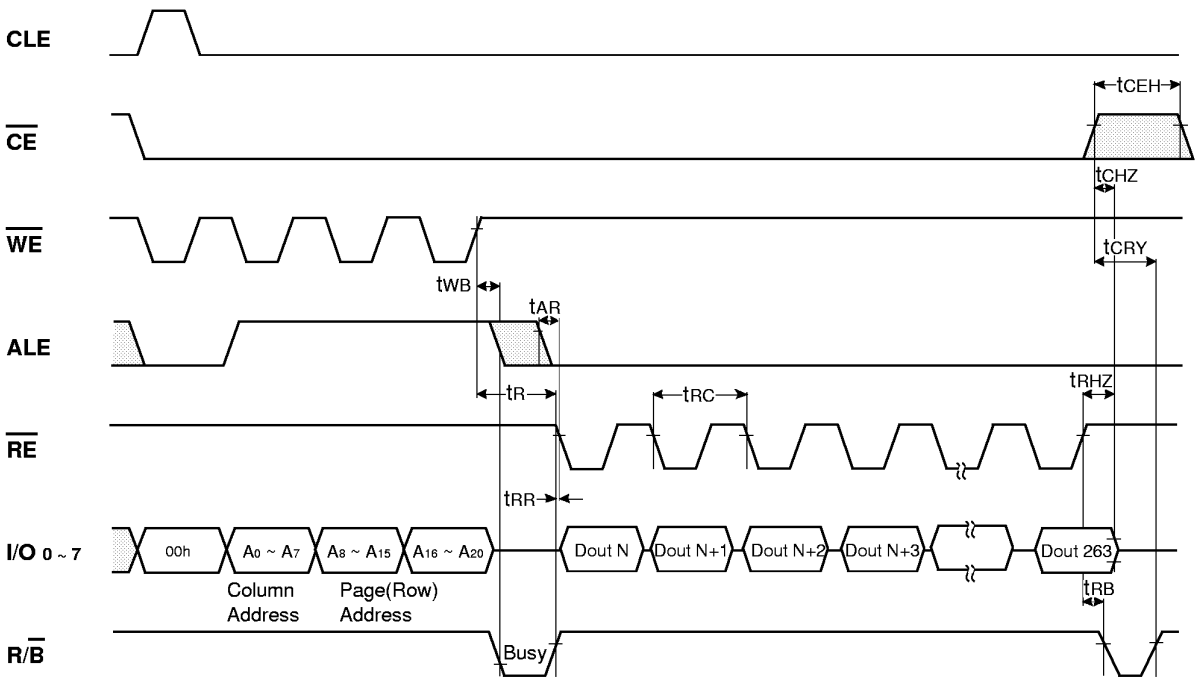 CLE
tCEH
CE
tCHZ
WE
tCRY
tWB
tAR
ALE
tR
tRC
tRHZ
RE
tRR
I/O 0 ~ 7
00h
A0 ~ A7
A8 ~ A15
A16 ~ A20
Dout N
Dout N+1
Dout N+2
Dout N+3
Dout 263
Column
Address
Page(Row)
Address
tRB
R/B
Busy